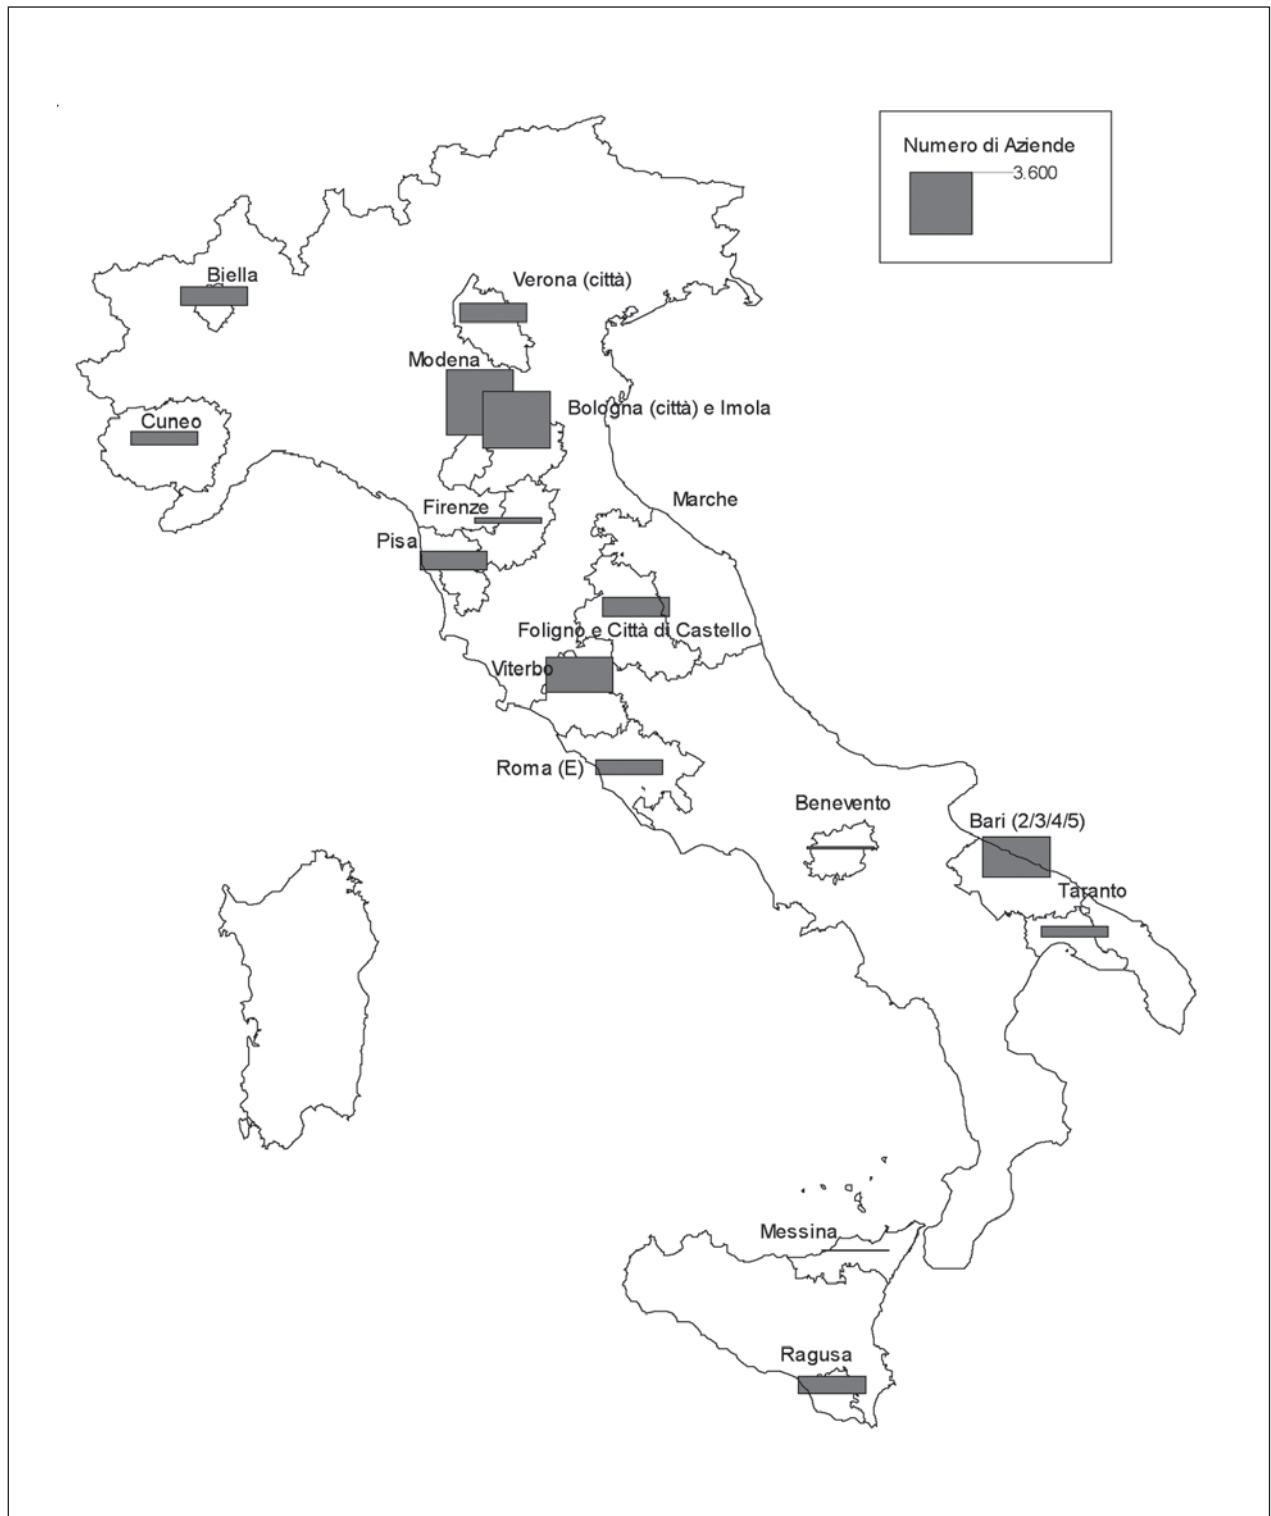 Numero di Aziende
3.600
Biella
Verona (città)
Modena
Bologna (città) e Imola
Cuneo
Marche
Firenze
Pisa
Foligno e Città di Castello
Viterbo
Roma (E)
Benevento
Bari (2/3/4/5)
Taranto
Messina
Ragusa